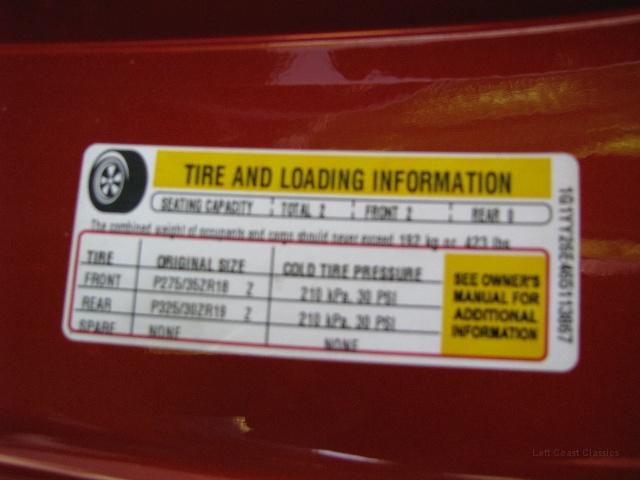 TIRE AND LOADING INFORMATION
SEATING CAPACITY TOTAL 2 FRONT 2 REAR 0
The combined weight of occupants and cargo should never exceed 192 kg or 423 lbs
TIRE ORIGINAL SIZE COLD TIRE PRESSURE
FRONT P275/35ZR18 Z 210 kPa, 30 PSI
REAR P325/30ZR19 Z 210 kPa, 30 PSI
SPARE NONE NONE
SEE OWNER'S
MANUAL FOR
ADDITIONAL
INFORMATION
1G1YY26E465113867
Left Coast Classics